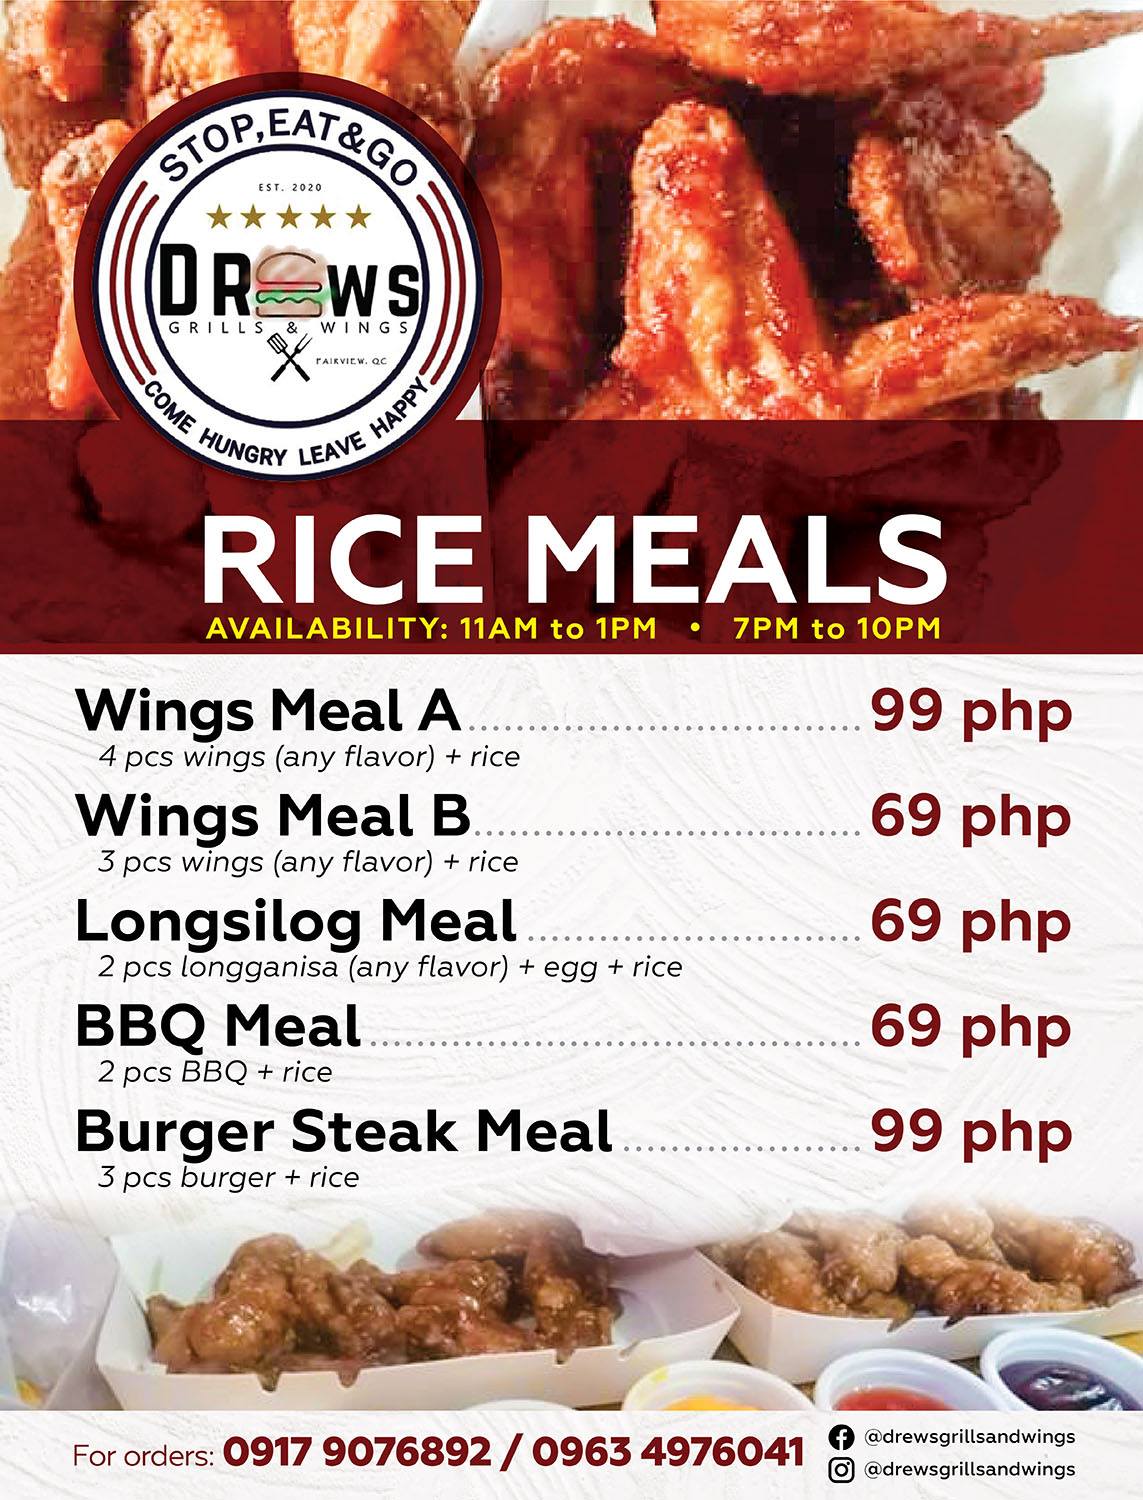 STOP,EAT&GO
EST. 2020
DREWS
GRILLS & WINGS
FAIRVIEW, QC
COME HUNGRY LEAVE HAPPY
RICE MEALS
AVAILABILITY: 11AM to 1PM • 7PM to 10PM
Wings Meal A 99 php
4 pcs wings (any flavor) + rice
Wings Meal B 69 php
3 pcs wings (any flavor) + rice
Longsilog Meal 69 php
2 pcs longganisa (any flavor) + egg + rice
BBQ Meal 69 php
2 pcs BBQ + rice
Burger Steak Meal 99 php
3 pcs burger + rice
For orders: 0917 9076892 / 0963 4976041
@drewsgrillsandwings
@drewsgrillsandwings